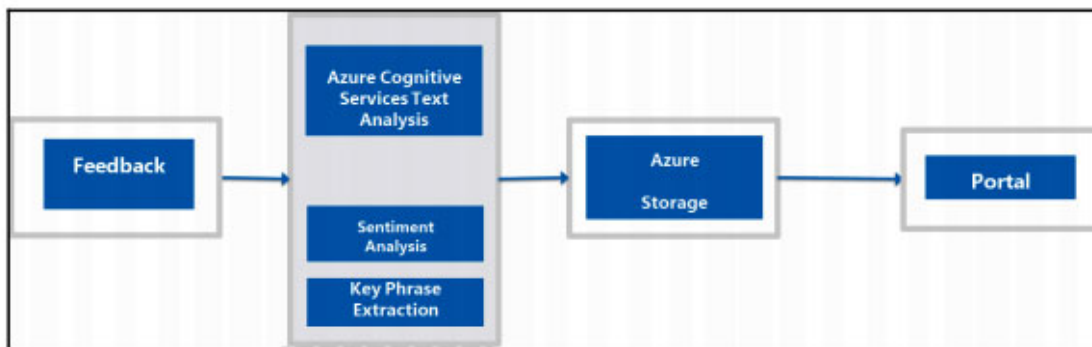 Feedback
Azure Cognitive
Services Text
Analysis
Sentiment
Analysis
Key Phrase
Extraction
Azure
Storage
Portal